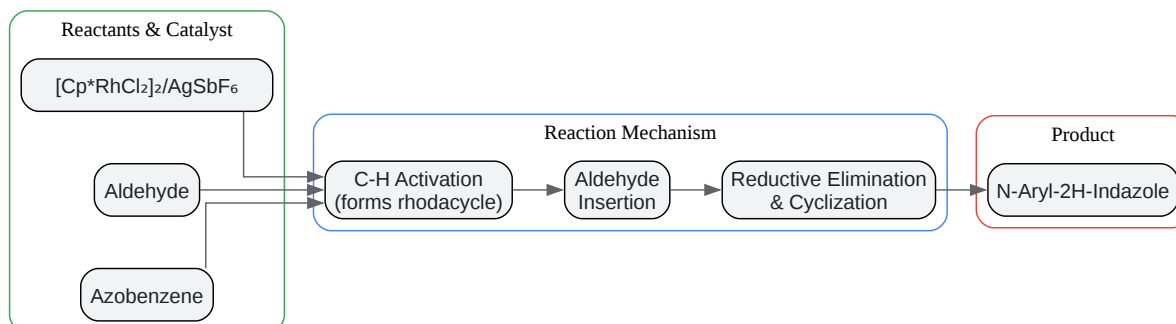 Reactants & Catalyst
[Cp*RhCl₂]₂/AgSbF₆
Aldehyde
Azobenzene
Reaction Mechanism
C-H Activation
(forms rhodacycle)
Aldehyde
Insertion
Reductive Elimination
& Cyclization
Product
N-Aryl-2H-Indazole